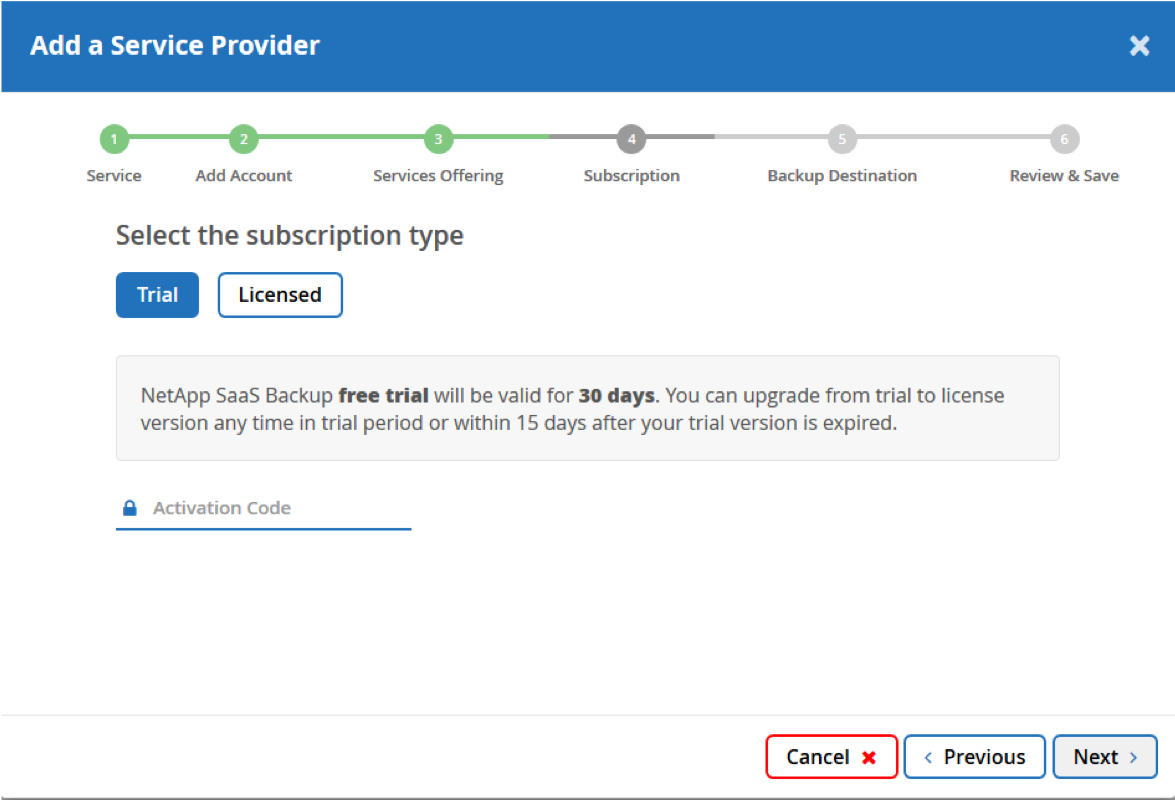 Add a Service Provider
1 2 3 4 5 6
Service Add Account Services Offering Subscription Backup Destination Review & Save
Select the subscription type
Trial Licensed
NetApp SaaS Backup free trial will be valid for 30 days. You can upgrade from trial to license
version any time in trial period or within 15 days after your trial version is expired.
Activation Code
Cancel Previous Next